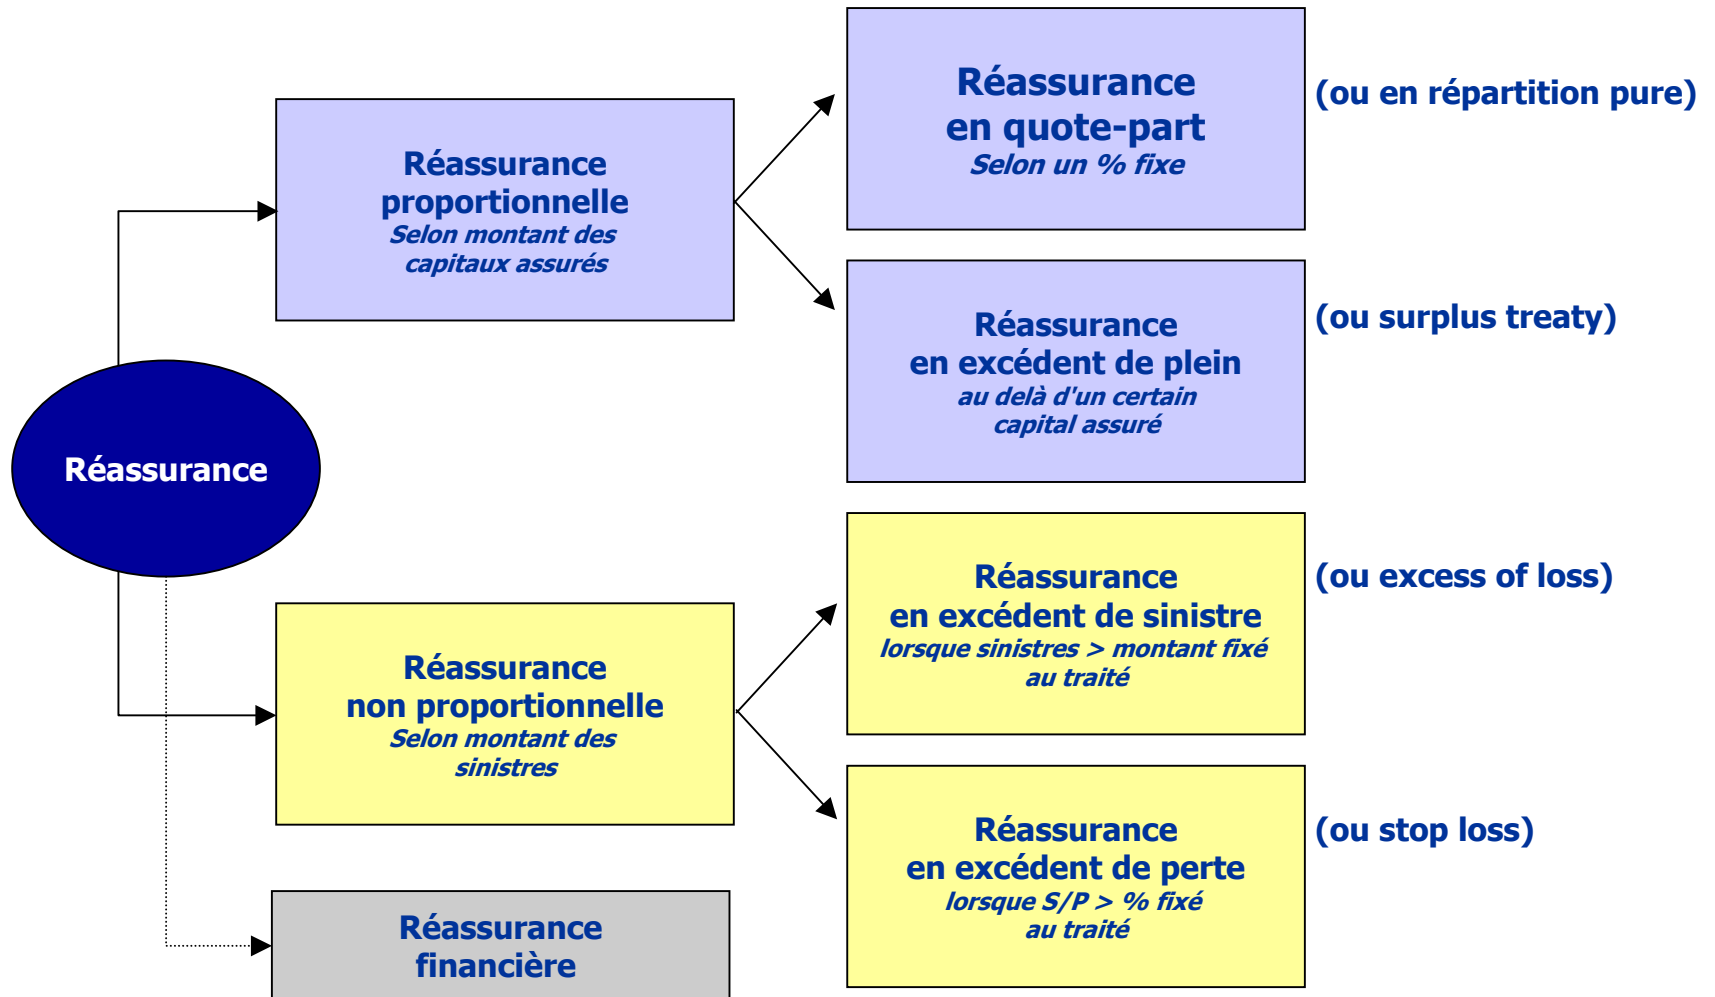 Réassurance
Réassurance
proportionnelle
Selon montant des
capitaux assurés
Réassurance
en quote-part
Selon un % fixe
(ou en répartition pure)
Réassurance
en excédent de plein
au delà d'un certain
capital assuré
(ou surplus treaty)
Réassurance
non proportionnelle
Selon montant des
sinistres
Réassurance
en excédent de sinistre
lorsque sinistres > montant fixé
au traité
(ou excess of loss)
Réassurance
en excédent de perte
lorsque S/P > % fixé
au traité
(ou stop loss)
Réassurance
financière